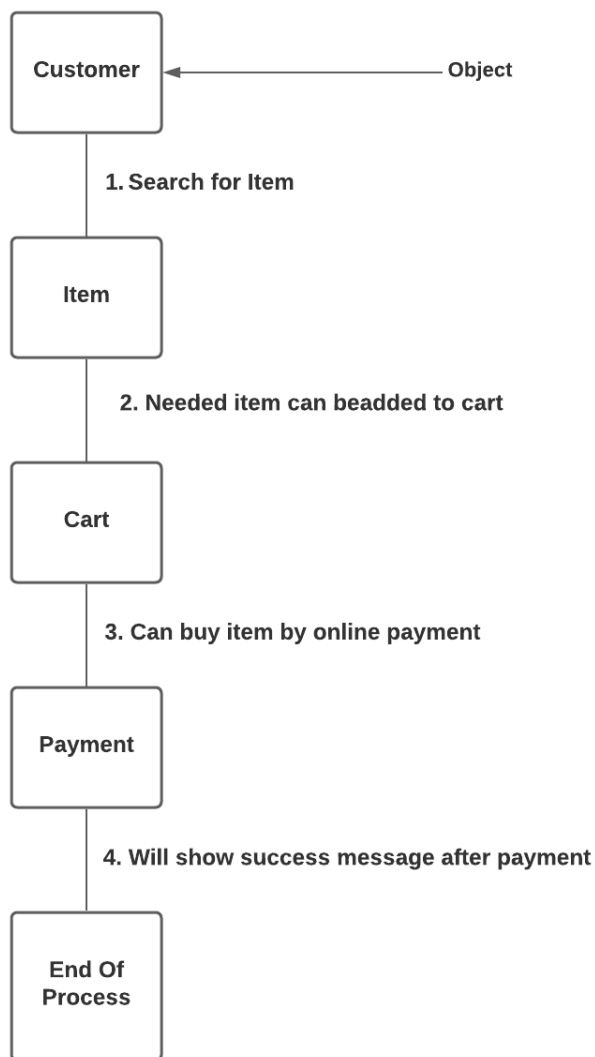 Customer
Object
1. Search for Item
Item
2. Needed item can beadded to cart
Cart
3. Can buy item by online payment
Payment
4. Will show success message after payment
End Of
Process